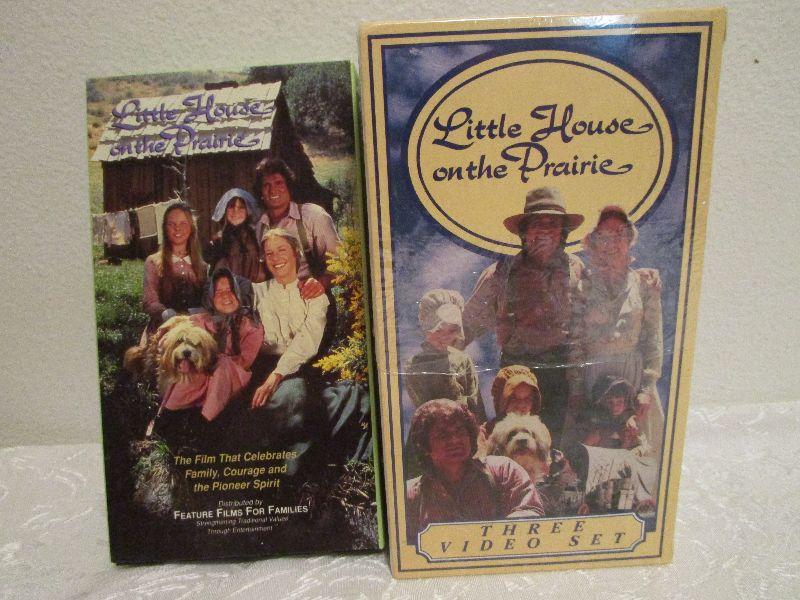 Little House
on the Prairie
The Film That Celebrates
Family, Courage and
the Pioneer Spirit
Distributed by
FEATURE FILMS FOR FAMILIES
Strengthening Traditional Values
Through Entertainment
Little House
on the Prairie
THREE
VIDEO SET